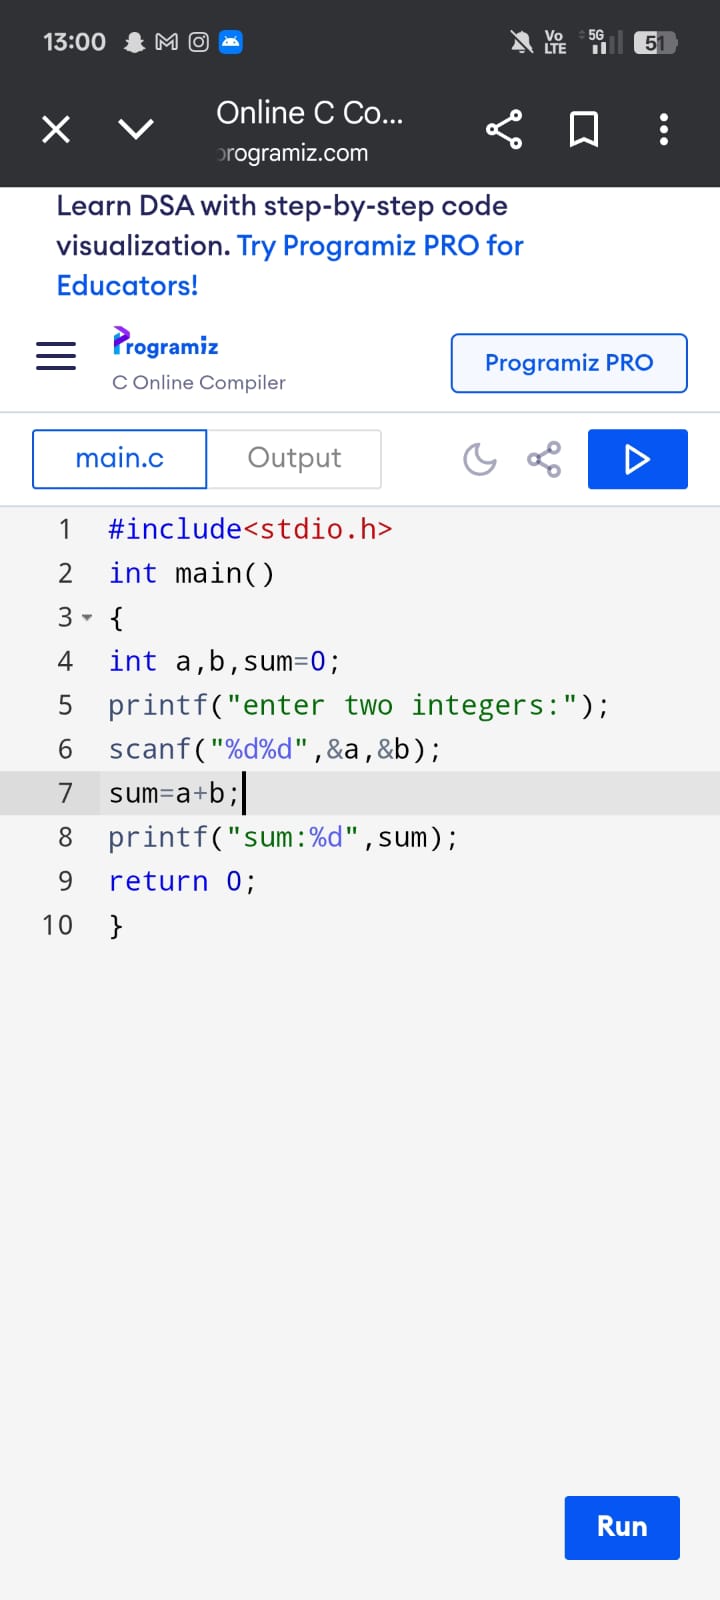 13:00 Vo LTE 5G 51
Online C Co...
programiz.com
Learn DSA with step-by-step code
visualization. Try Programiz PRO for
Educators!
Programiz
C Online Compiler
Programiz PRO
main.c Output
1 #include<stdio.h>
2 int main()
3 {
4 int a,b,sum=0;
5 printf("enter two integers:");
6 scanf("%d%d",&a,&b);
7 sum=a+b;
8 printf("sum:%d",sum);
9 return 0;
10 }
Run